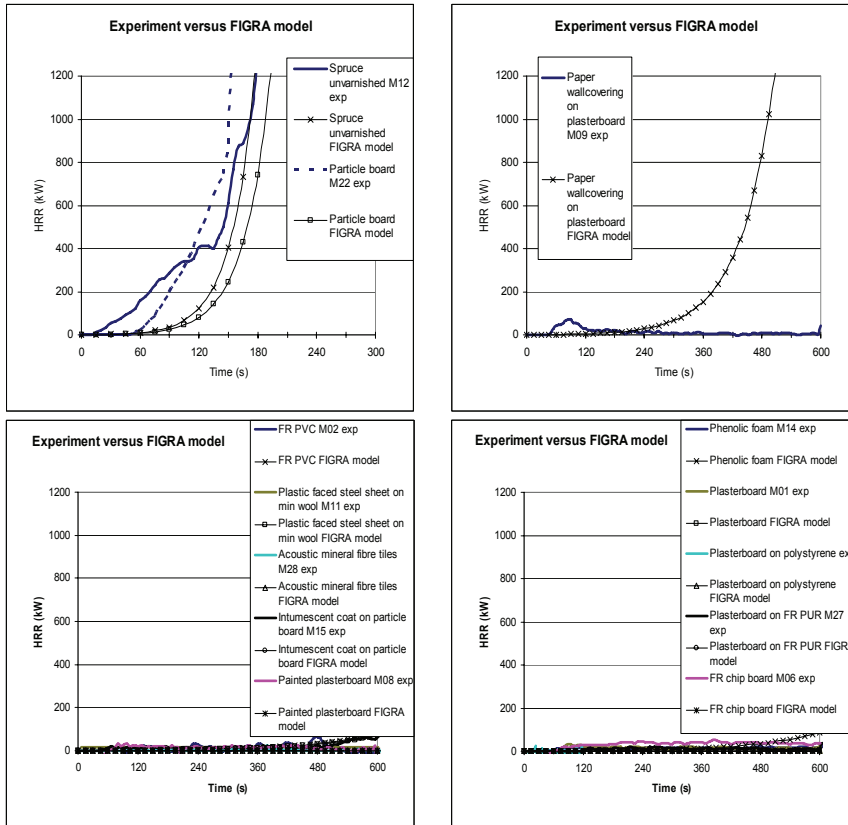 Experiment versus FIGRA model
1200
1000
800
600
400
200
0
HRR (kW)
0 60 120 180 240 300
Time (s)
Spruce
unvarnished M12
exp
Spruce
unvarnished
FIGRA model
Particle board
M22 exp
Particle board
FIGRA model
Experiment versus FIGRA model
1200
1000
800
600
400
200
0
HRR (kW)
0 120 240 360 480 600
Time (s)
Paper
wallcovering
on
plasterboard
M09 exp
Paper
wallcovering
on
plasterboard
FIGRA model
Experiment versus FIGRA model
1200
1000
800
600
400
200
0
HRR (kW)
0 120 240 360 480 600
Time (s)
FR PVC M02 exp
FR PVC FIGRA model
Plastic faced steel sheet on
min wool M11 exp
Plastic faced steel sheet on
min wool FIGRA model
Acoustic mineral fibre tiles
M28 exp
Acoustic mineral fibre tiles
FIGRA model
Intumescent coat on particle
board M15 exp
Intumescent coat on particle
board FIGRA model
Painted plasterboard M08 exp
Painted plasterboard FIGRA
model
Experiment versus FIGRA model
1200
1000
800
600
400
200
0
HRR (kW)
0 120 240 360 480 600
Time (s)
Phenolic foam M14 exp
Phenolic foam FIGRA model
Plasterboard M01 exp
Plasterboard FIGRA model
Plasterboard on polystyrene ex
Plasterboard on polystyrene
FIGRA model
Plasterboard on FR PUR M27
exp
Plasterboard on FR PUR FIGR
model
FR chip board M06 exp
FR chip board FIGRA model